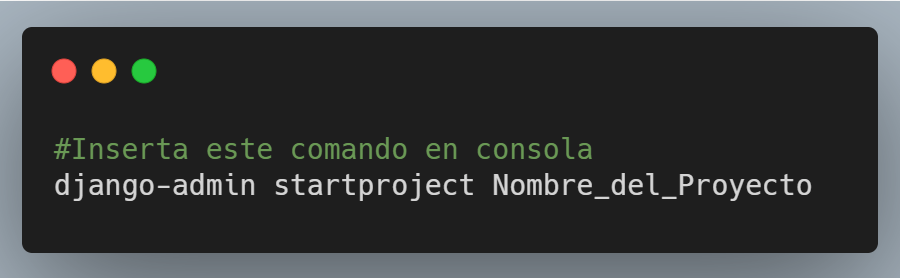 #Inserta este comando en consola
django-admin startproject Nombre_del_Proyecto